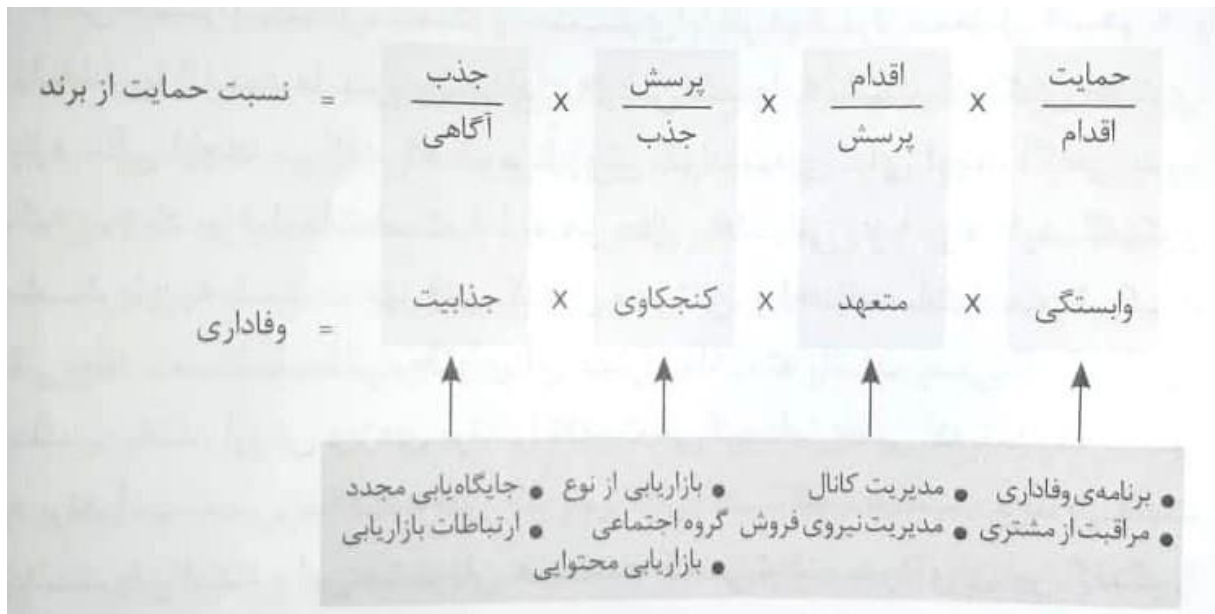 نسبت حمایت از برند = جذب / آگاهی x پرسش / جذب x اقدام / پرسش x حمایت / اقدام
وفاداری = جذابیت x کنجکاوی x متعهد x وابستگی
• جایگاه‌یابی مجدد
• ارتباطات بازاریابی
• بازاریابی از نوع
گروه اجتماعی
• بازاریابی محتوایی
• مدیریت کانال
• مدیریت نیروی فروش
• برنامه‌ی وفاداری
• مراقبت از مشتری